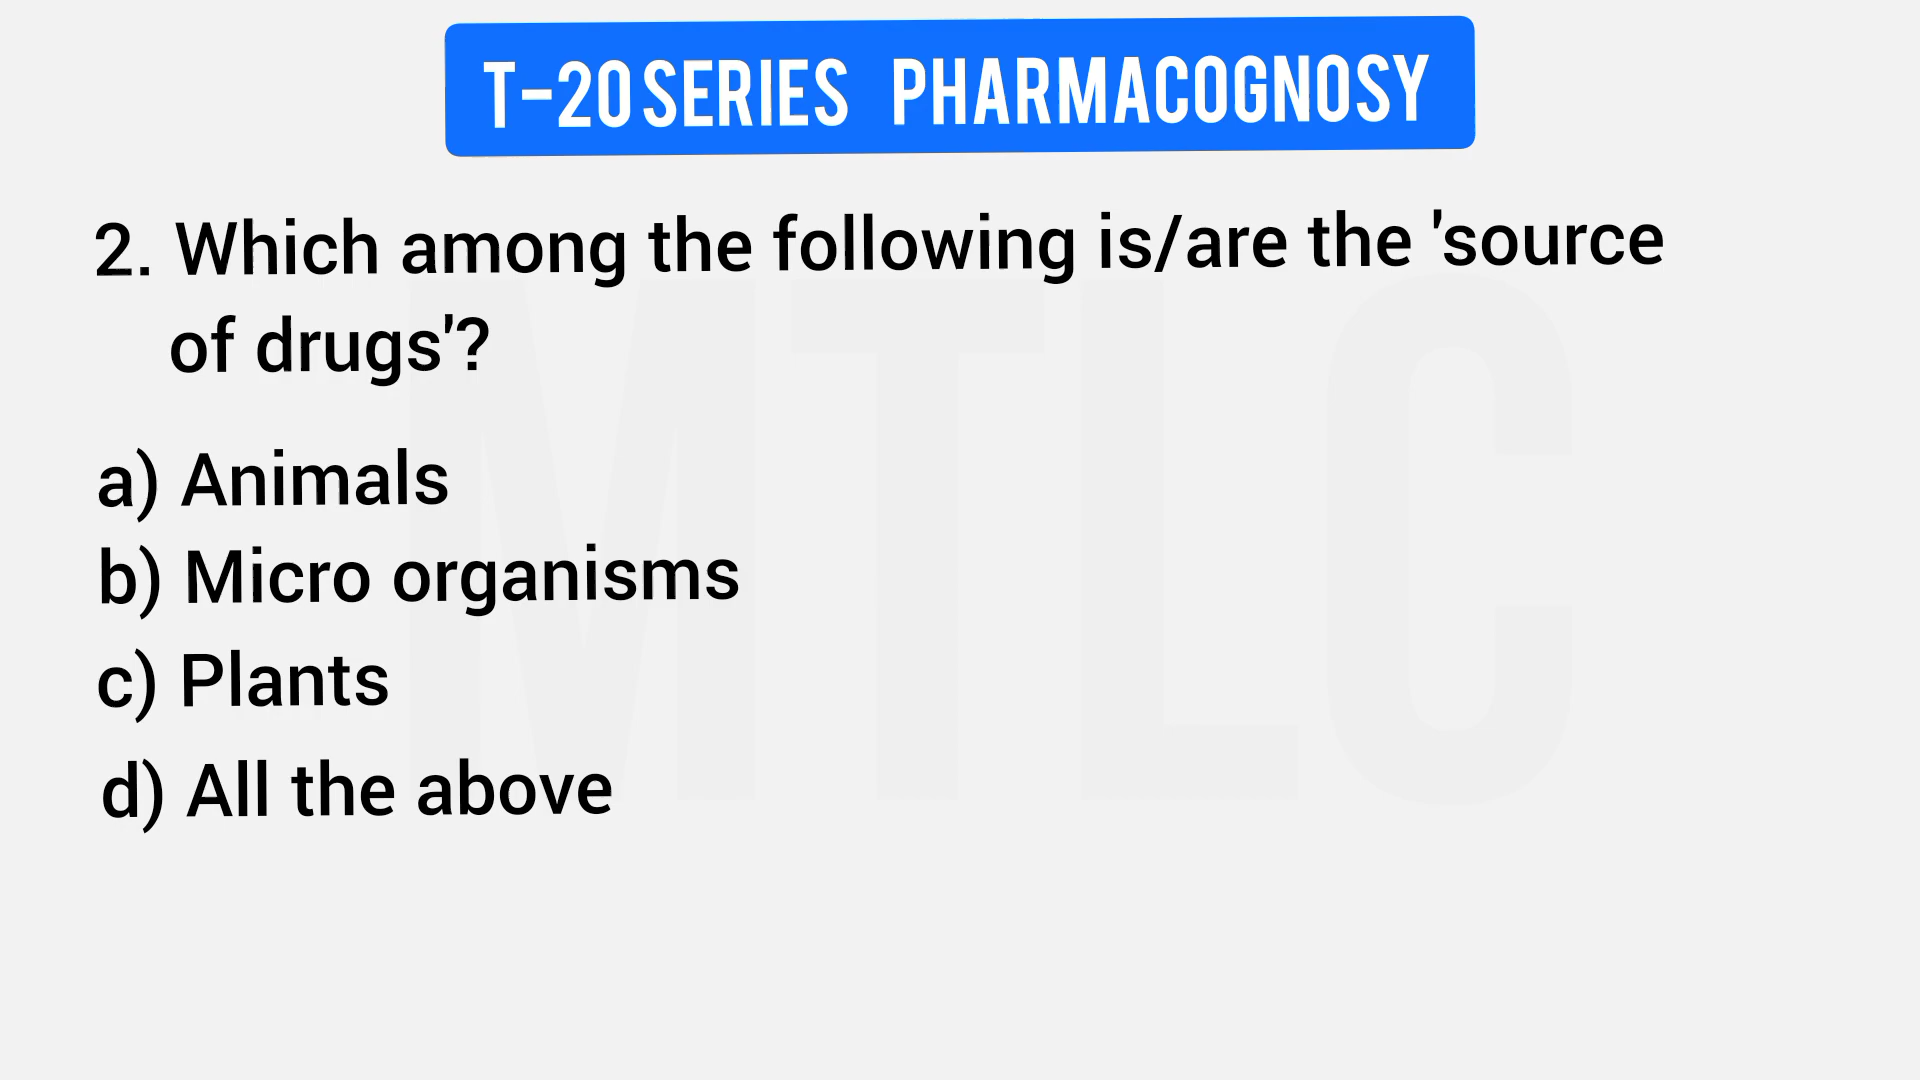 T-20 SERIES PHARMACOGNOSY
2. Which among the following is/are the 'source
of drugs'?
a) Animals
b) Micro organisms
c) Plants
d) All the above
MTLC